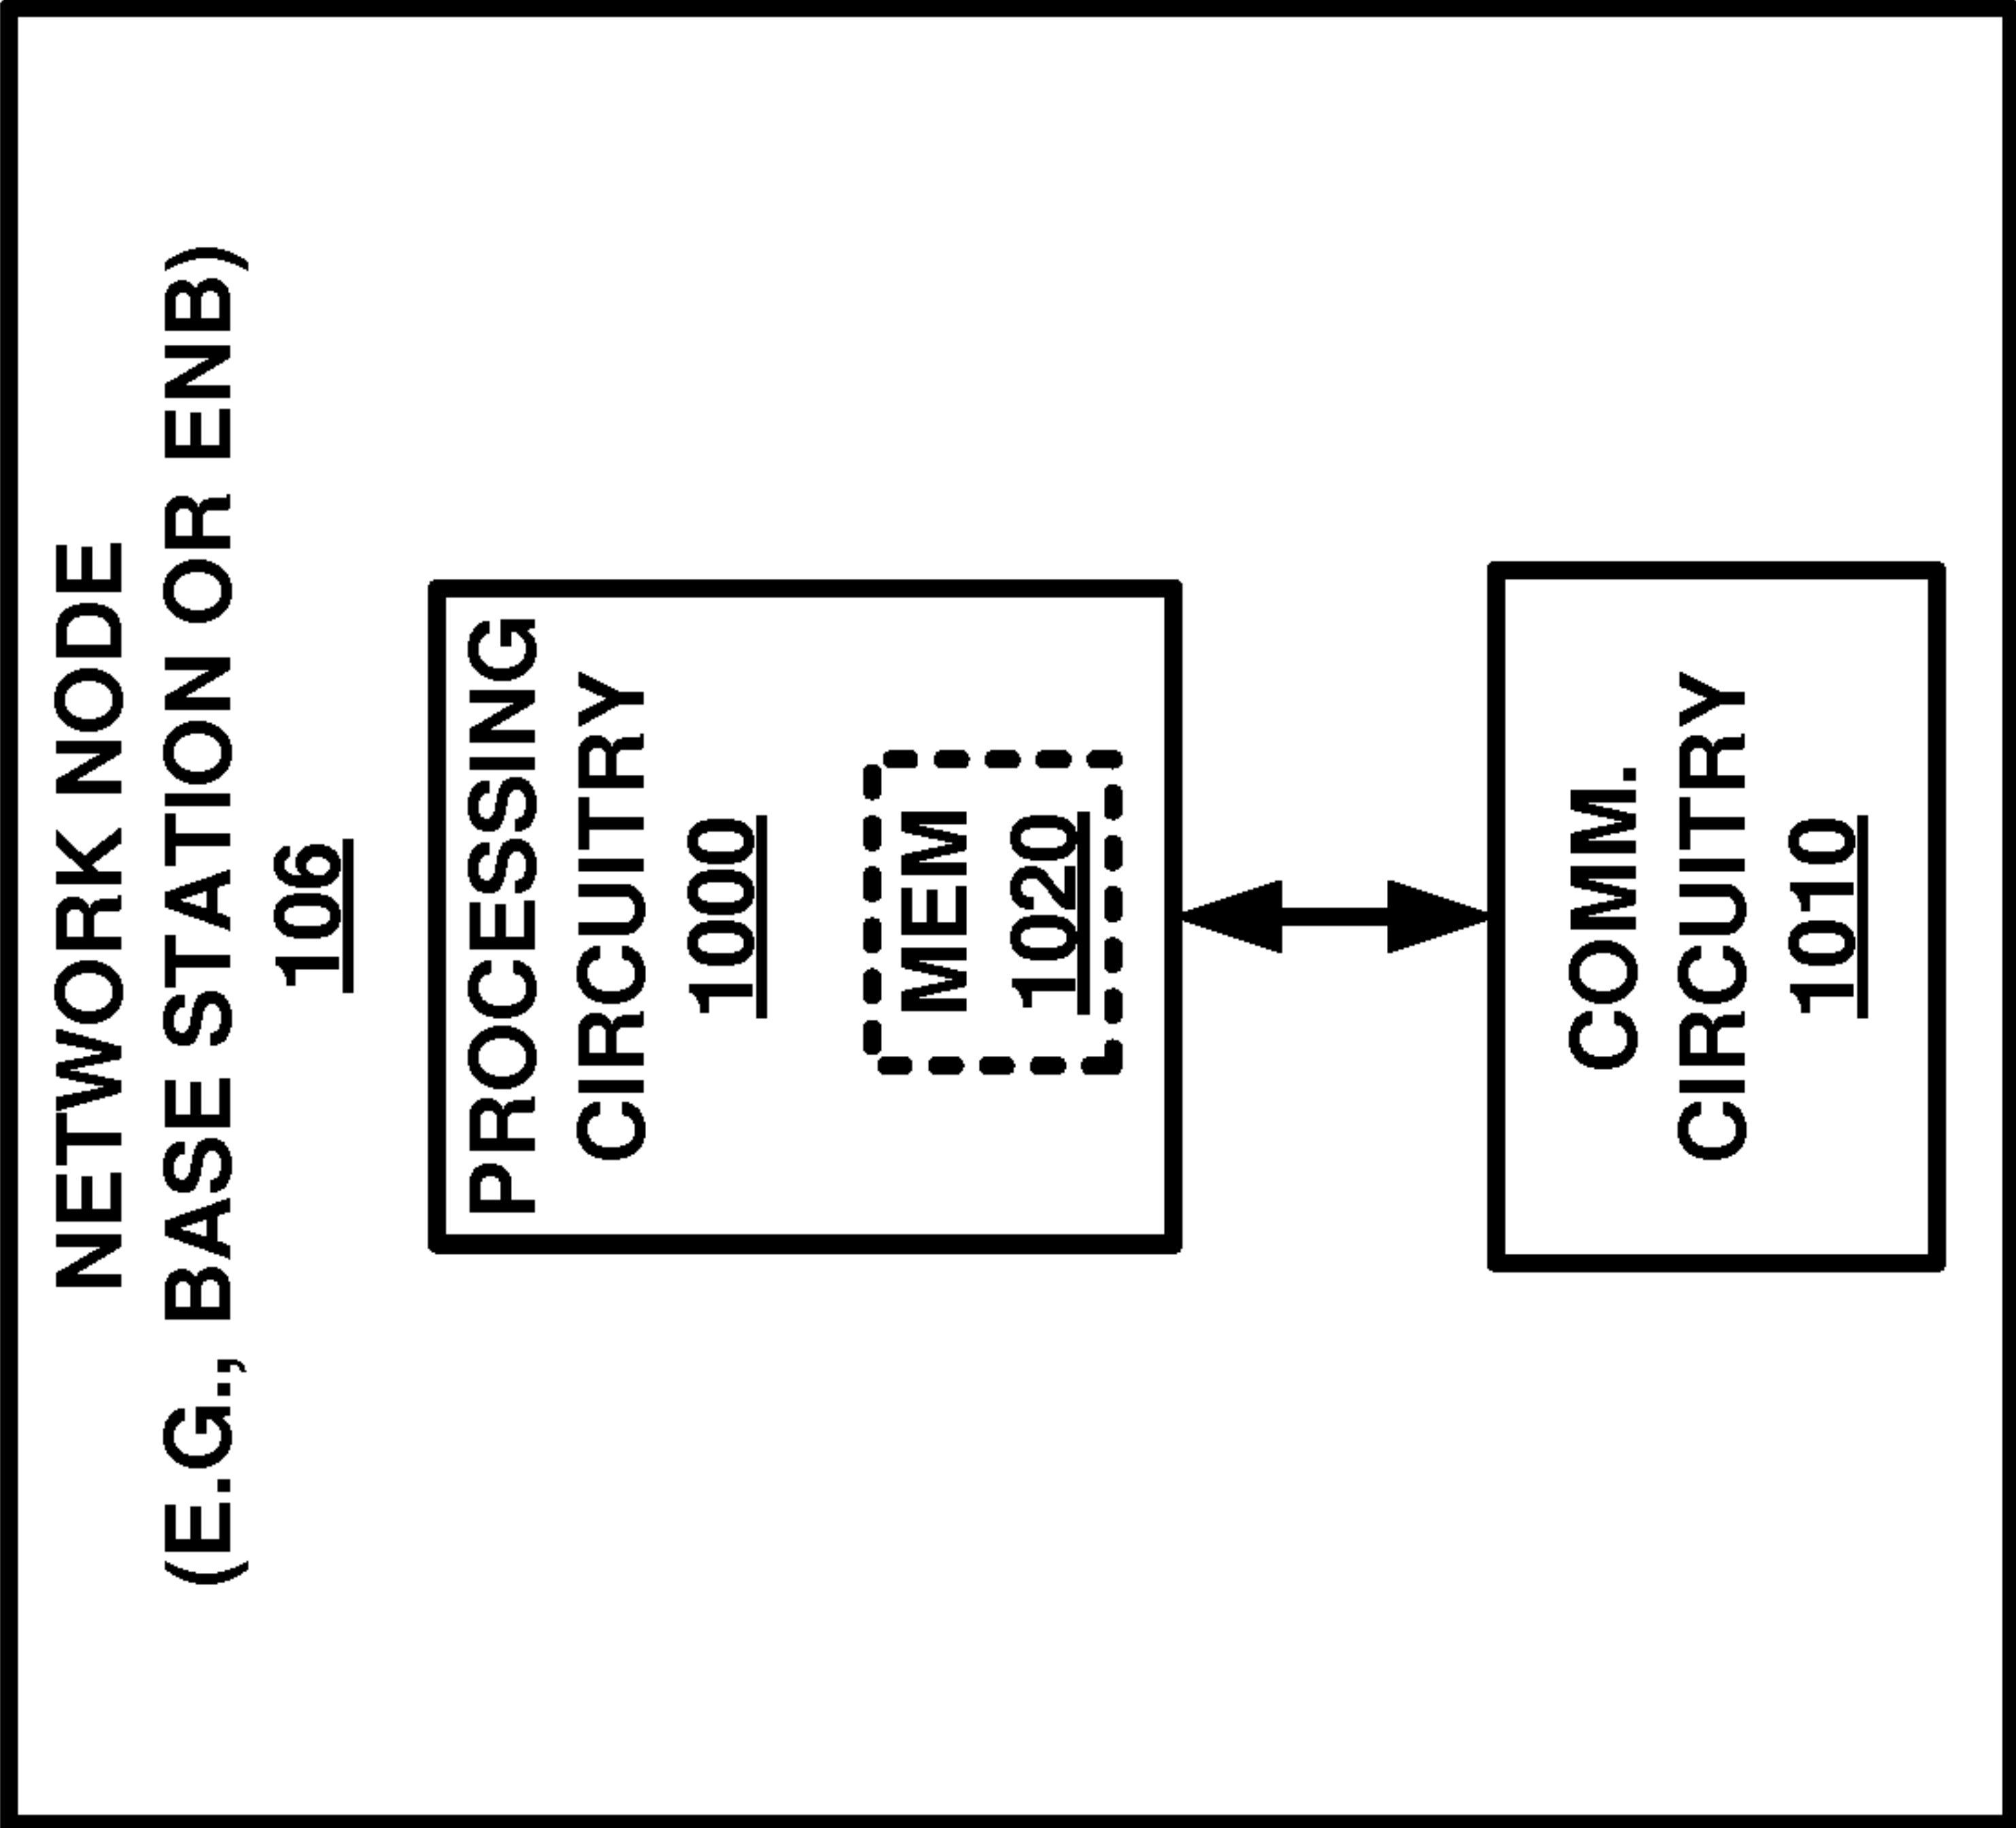 NETWORK NODE
(E.G., BASE STATION OR ENB)
106
PROCESSING
CIRCUITRY
1000
MEM
1020
COMM.
CIRCUITRY
1010